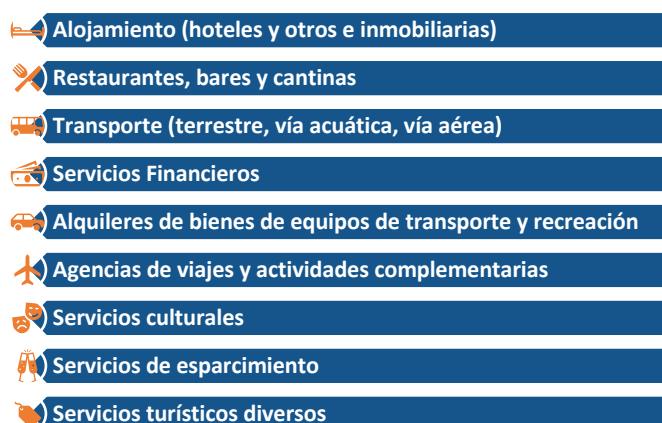 Alojamiento (hoteles y otros e inmobiliarias)
Restaurantes, bares y cantinas
Transporte (terrestre, vía acuática, vía aérea)
Servicios Financieros
Alquileres de bienes de equipos de transporte y recreación
Agencias de viajes y actividades complementarias
Servicios culturales
Servicios de esparcimiento
Servicios turísticos diversos